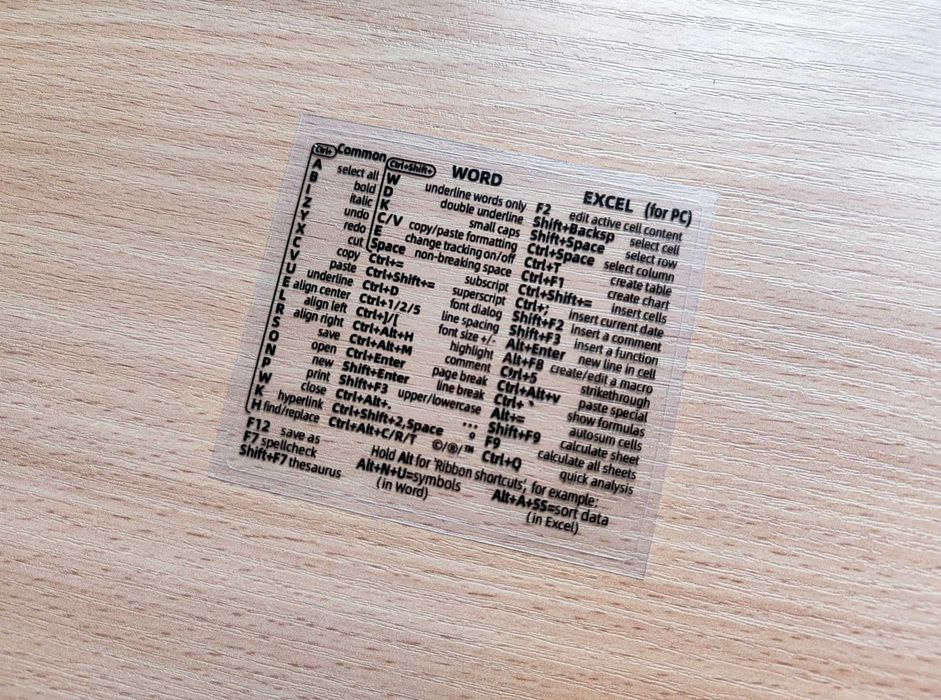 Ctrl+ Common
A select all
B bold
I italic
Z undo
Y redo
X cut
C copy
V paste
U underline
E align center
L align left
R align right
S save
O open
N new
P print
W close
K hyperlink
H find/replace
F12 save as
F7 spellcheck
Shift+F7 thesaurus
Ctrl+Shift+ WORD
W underline words only
D double underline
K small caps
C/V copy/paste formatting
E change tracking on/off
Space non-breaking space
Ctrl+= subscript
Ctrl+Shift+= superscript
Ctrl+D font dialog
Ctrl+1/2/5 line spacing
Ctrl+]/[ font size +/-
Ctrl+Alt+H highlight
Ctrl+Alt+M comment
Ctrl+Enter page break
Shift+Enter line break
Shift+F3 upper/lowercase
Ctrl+Alt+. ...
Ctrl+Shift+2,Space °
Ctrl+Alt+C/R/T ©/®/™
EXCEL (for PC)
F2 edit active cell content
Shift+Backsp select cell
Shift+Space select row
Ctrl+Space select column
Ctrl+T create table
Ctrl+F1 create chart
Ctrl+Shift+= insert cells
Ctrl+; insert current date
Shift+F2 insert a comment
Shift+F3 insert a function
Alt+Enter new line in cell
Alt+F8 create/edit a macro
Ctrl+5 strikethrough
Ctrl+Alt+V paste special
Ctrl+ ` show formulas
Alt+= autosum cells
Shift+F9 calculate sheet
F9 calculate all sheets
Ctrl+Q quick analysis
Hold Alt for 'Ribbon shortcuts', for example;
Alt+N+U=symbols
(in Word)
Alt+A+SS=sort data
(in Excel)